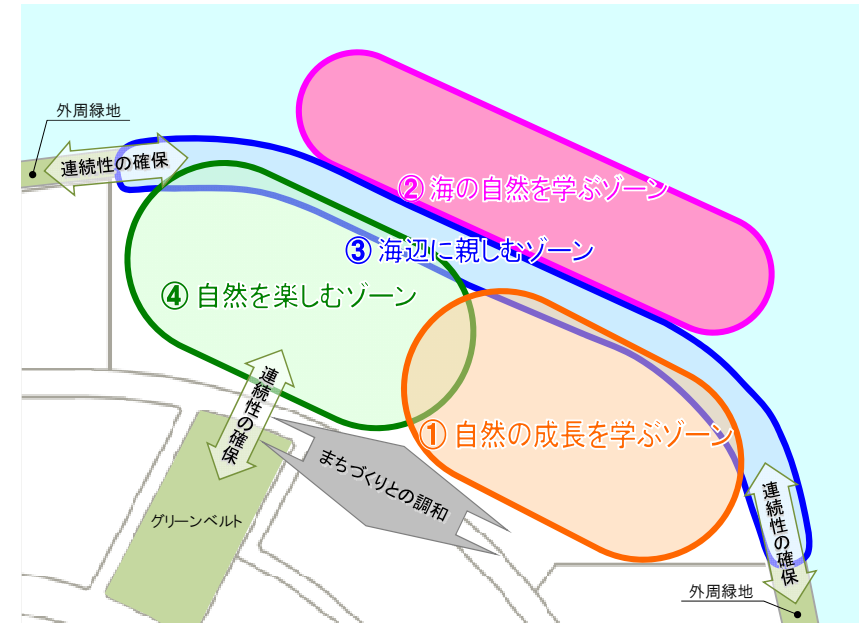 外周緑地
連続性の確保
② 海の自然を学ぶゾーン
③ 海辺に親しむゾーン
④ 自然を楽しむゾーン
連続性の確保
① 自然の成長を学ぶゾーン
まちづくりとの調和
グリーンベルト
連続性の確保
外周緑地